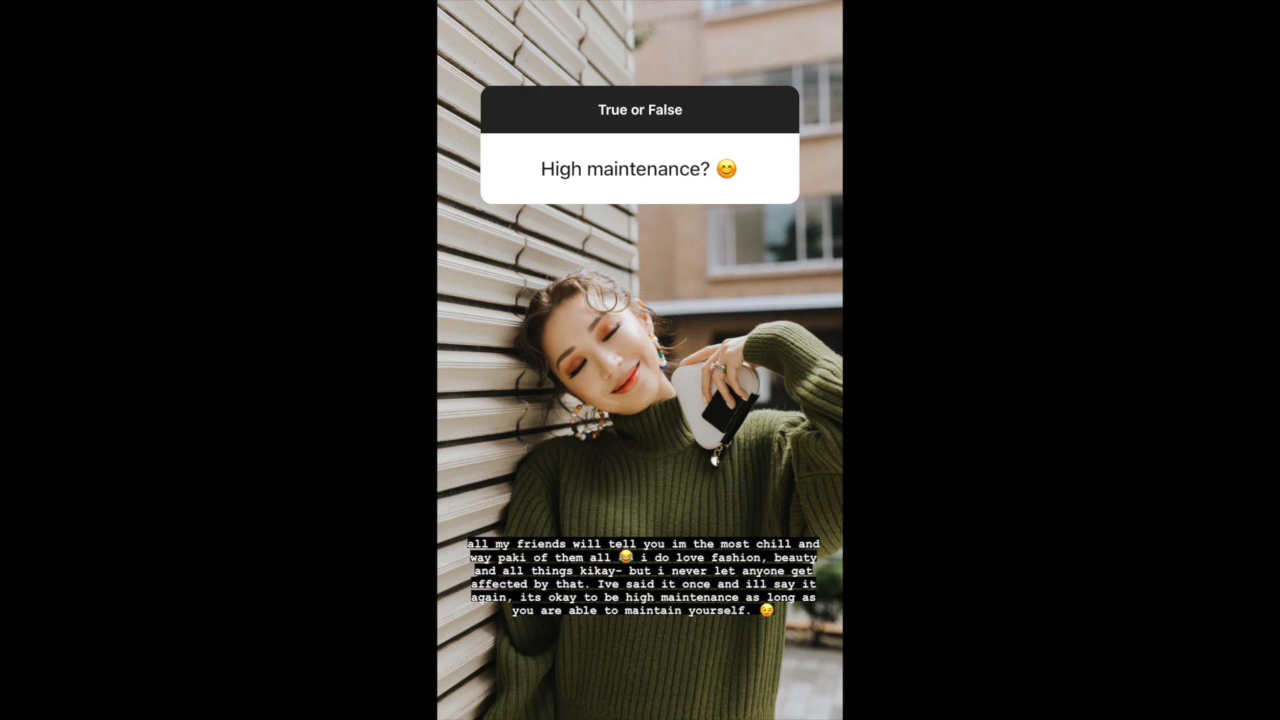 True or False
High maintenance? 😊
all my friends will tell you im the most chill and
way paki of them all 😂 i do love fashion, beauty
and all things kikay- but i never let anyone get
affected by that. Ive said it once and ill say it
again, its okay to be high maintenance as long as
you are able to maintain yourself. 😉